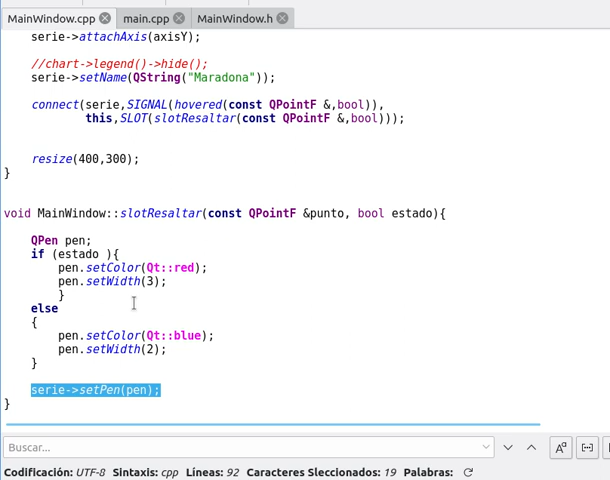 MainWindow.cpp main.cpp MainWindow.h
serie->attachAxis(axisY);
//chart->legend()->hide();
serie->setName(QString("Maradona"));
connect(serie,SIGNAL(hovered(const QPointF &,bool)),
this,SLOT(slotResaltar(const QPointF &,bool)));
resize(400,300);
}
void MainWindow::slotResaltar(const QPointF &punto, bool estado){
QPen pen;
if (estado ){
pen.setColor(Qt::red);
pen.setWidth(3);
}
else
{
pen.setColor(Qt::blue);
pen.setWidth(2);
}
serie->setPen(pen);
}
Buscar...
Codificación: UTF-8 Sintaxis: cpp Líneas: 92 Caracteres Sleccionados: 19 Palabras: